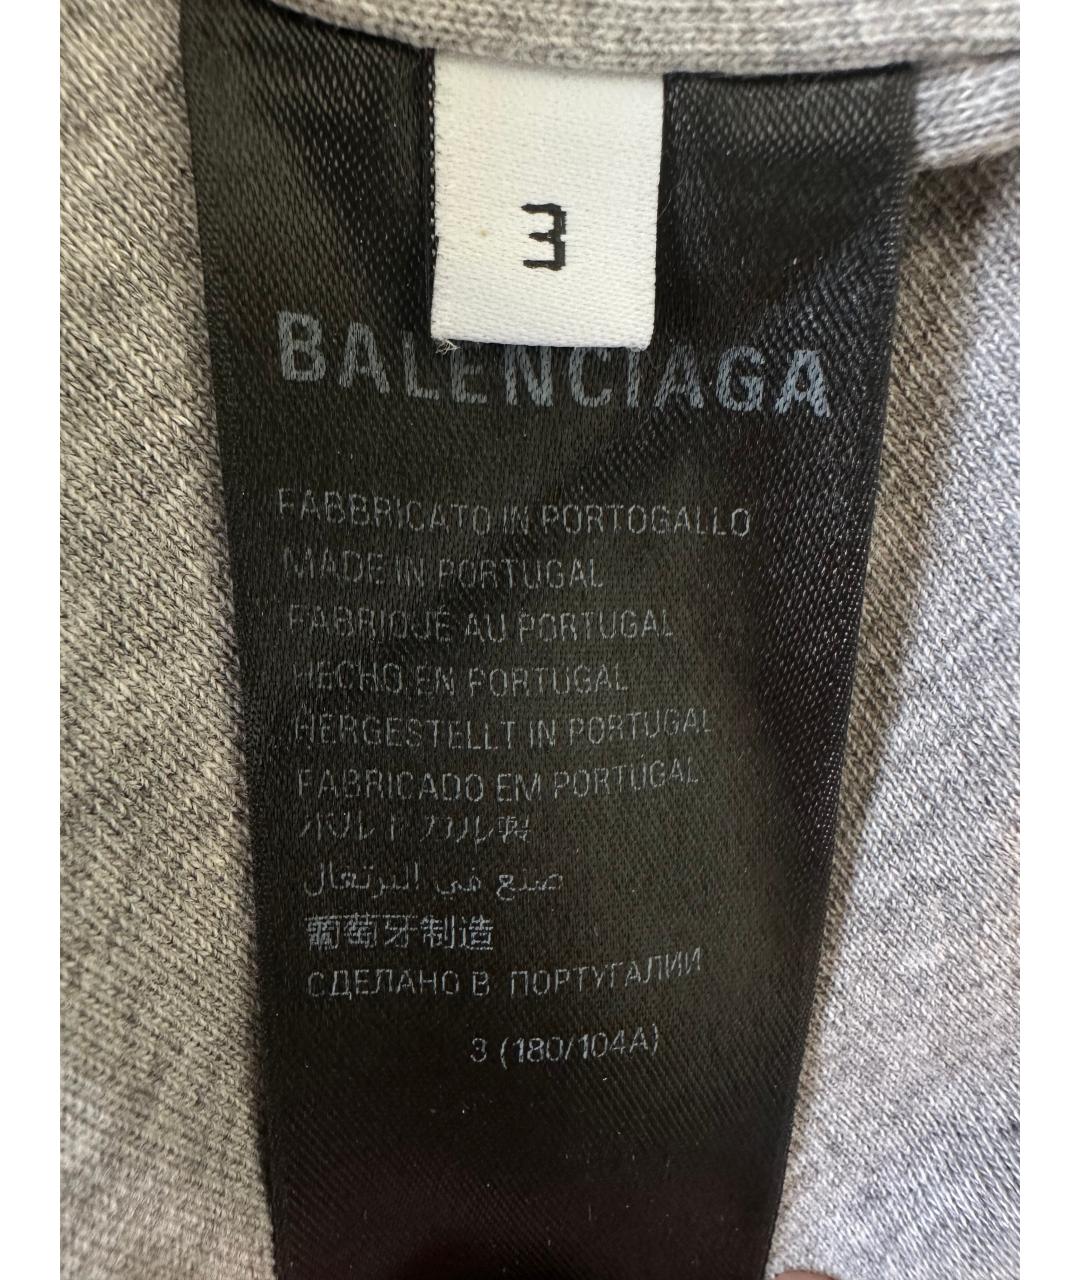 3
BALENCIAGA
FABBRICATO IN PORTOGALLO
MADE IN PORTUGAL
FABRIQUÉ AU PORTUGAL
HECHO EN PORTUGAL
HERGESTELLT IN PORTUGAL
FABRICADO EM PORTUGAL
ポルトガル製
صنع في البرتغال
葡萄牙制造
СДЕЛАНО В ПОРТУГАЛИИ
3 (180/104A)